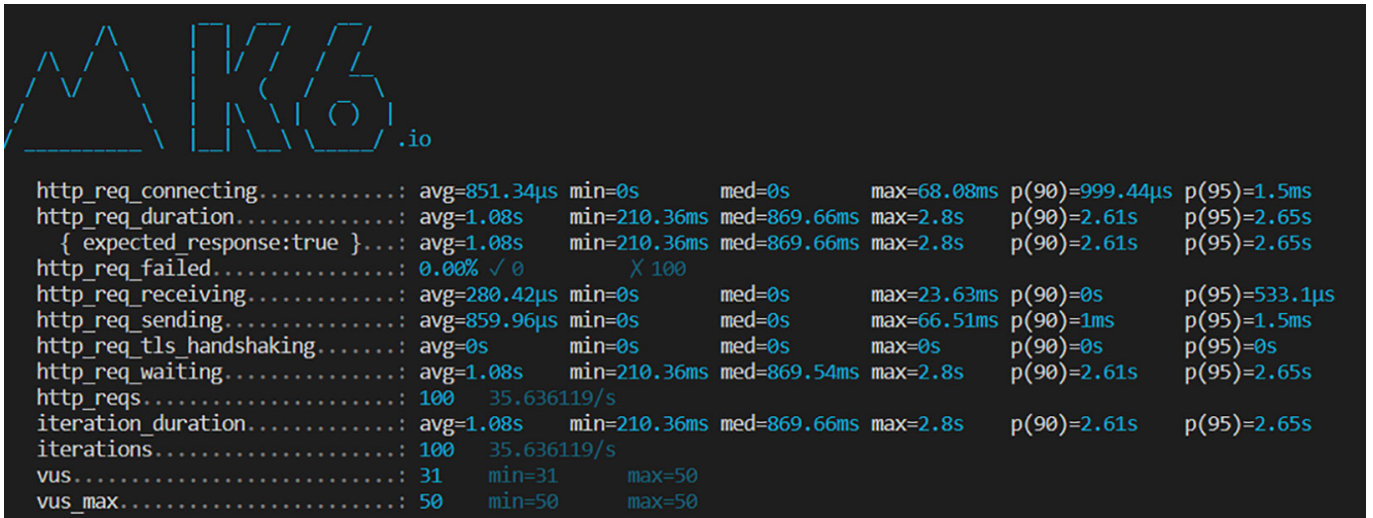 K6 .io
http_req_connecting............: avg=851.34µs min=0s med=0s max=68.08ms p(90)=999.44µs p(95)=1.5ms
http_req_duration..............: avg=1.08s min=210.36ms med=869.66ms max=2.8s p(90)=2.61s p(95)=2.65s
{ expected_response:true }...: avg=1.08s min=210.36ms med=869.66ms max=2.8s p(90)=2.61s p(95)=2.65s
http_req_failed................: 0.00% ✓ 0 ✗ 100
http_req_receiving.............: avg=280.42µs min=0s med=0s max=23.63ms p(90)=0s p(95)=533.1µs
http_req_sending...............: avg=859.96µs min=0s med=0s max=66.51ms p(90)=1ms p(95)=1.5ms
http_req_tls_handshaking.......: avg=0s min=0s med=0s max=0s p(90)=0s p(95)=0s
http_req_waiting...............: avg=1.08s min=210.36ms med=869.54ms max=2.8s p(90)=2.61s p(95)=2.65s
http_reqs......................: 100 35.636119/s
iteration_duration.............: avg=1.08s min=210.36ms med=869.66ms max=2.8s p(90)=2.61s p(95)=2.65s
iterations.....................: 100 35.636119/s
vus............................: 31 min=31 max=50
vus_max........................: 50 min=50 max=50